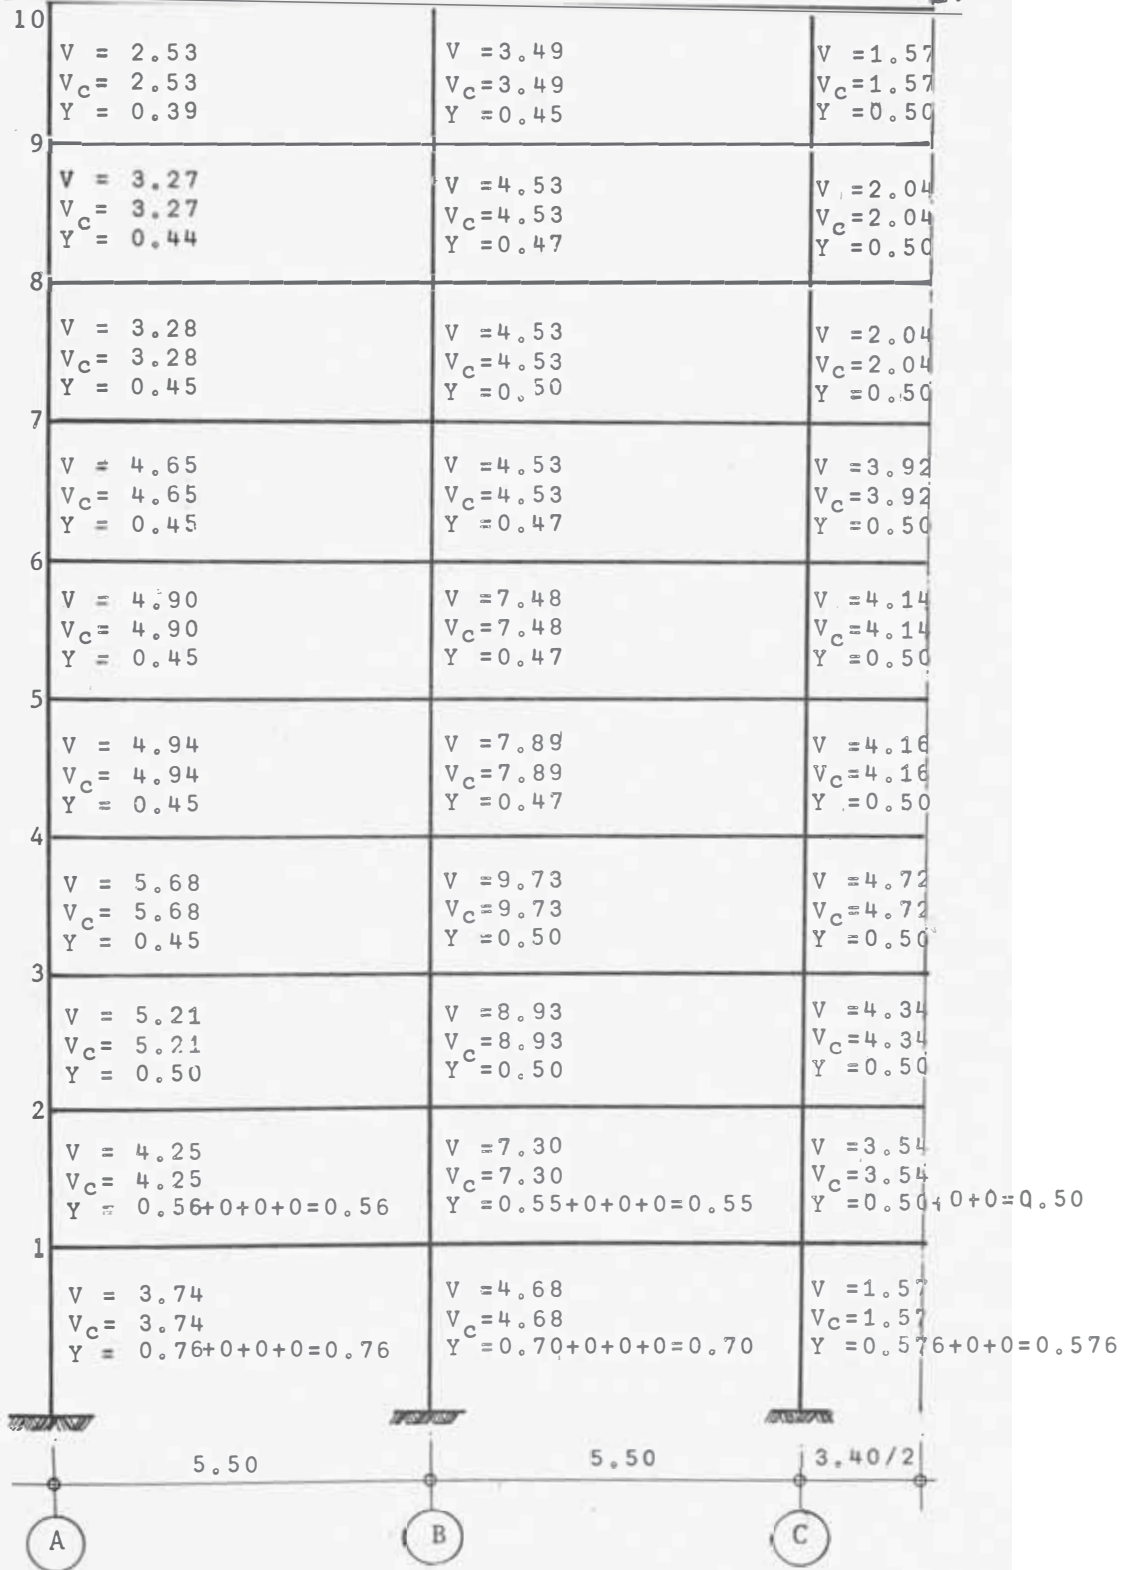 10
V = 2.53 V =3.49 V =1.57
Vc= 2.53 Vc=3.49 Vc=1.57
Y = 0.39 Y =0.45 Y =0.50
9
V = 3.27 V =4.53 V =2.04
Vc= 3.27 Vc=4.53 Vc=2.04
Y = 0.44 Y =0.47 Y =0.50
8
V = 3.28 V =4.53 V =2.04
Vc= 3.28 Vc=4.53 Vc=2.04
Y = 0.45 Y =0.50 Y =0.50
7
V = 4.65 V =4.53 V =3.92
Vc= 4.65 Vc=4.53 Vc=3.92
Y = 0.45 Y =0.47 Y =0.50
6
V = 4.90 V =7.48 V =4.14
Vc= 4.90 Vc=7.48 Vc=4.14
Y = 0.45 Y =0.47 Y =0.50
5
V = 4.94 V =7.89 V =4.16
Vc= 4.94 Vc=7.89 Vc=4.16
Y = 0.45 Y =0.47 Y =0.50
4
V = 5.68 V =9.73 V =4.72
Vc= 5.68 Vc=9.73 Vc=4.72
Y = 0.45 Y =0.50 Y =0.50
3
V = 5.21 V =8.93 V =4.34
Vc= 5.21 Vc=8.93 Vc=4.34
Y = 0.50 Y =0.50 Y =0.50
2
V = 4.25 V =7.30 V =3.54
Vc= 4.25 Vc=7.30 Vc=3.54
Y = 0.56+0+0+0=0.56 Y =0.55+0+0+0=0.55 Y =0.50+0+0=0.50
1
V = 3.74 V =4.68 V =1.57
Vc= 3.74 Vc=4.68 Vc=1.57
Y = 0.76+0+0+0=0.76 Y =0.70+0+0+0=0.70 Y =0.576+0+0=0.576
5.50 5.50 3.40/2
A B C